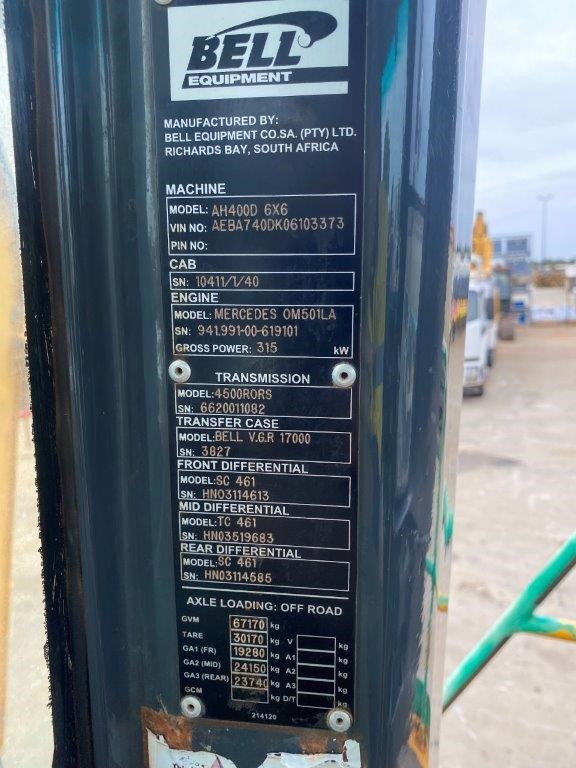 BELL
EQUIPMENT
MANUFACTURED BY:
BELL EQUIPMENT CO.SA. (PTY) LTD.
RICHARDS BAY, SOUTH AFRICA
MACHINE
MODEL: AH400D 6X6
VIN NO: AEBA740DK06103373
PIN NO:
CAB
SN: 10411/1/40
ENGINE
MODEL: MERCEDES OM501LA
SN: 941.991-00-619101
GROSS POWER: 315 kW
TRANSMISSION
MODEL: 4500RORS
SN: 6620011082
TRANSFER CASE
MODEL: BELL V.G.R 17000
SN: 3827
FRONT DIFFERENTIAL
MODEL: SC 461
SN: HN03114613
MID DIFFERENTIAL
MODEL: TC 461
SN: HN03519683
REAR DIFFERENTIAL
MODEL: SC 461
SN: HN03114585
AXLE LOADING: OFF ROAD
GVM 67170 kg
TARE 30170 kg V kg
GA1 (FR) 19280 kg A1 kg
GA2 (MID) 24150 kg A2 kg
GA3 (REAR) 23740 kg A3 kg
GCM kg D/T kg
214120